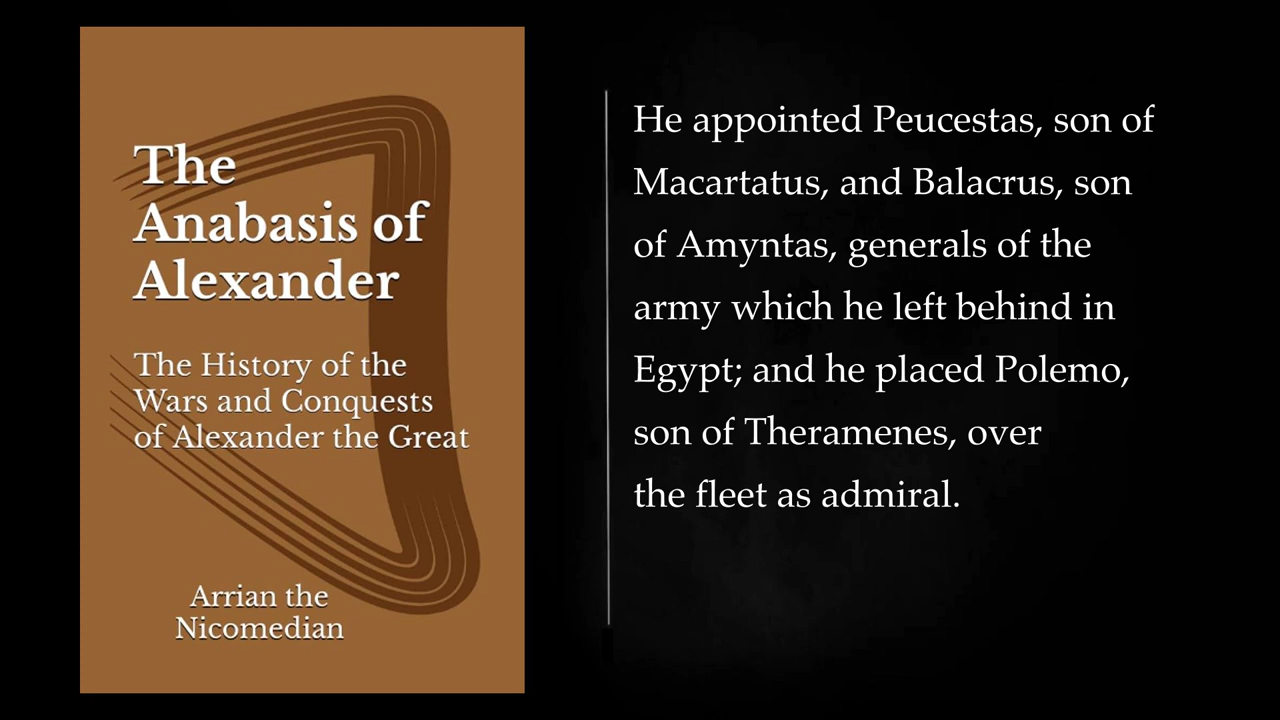 The
Anabasis of
Alexander
The History of the
Wars and Conquests
of Alexander the Great
Arrian the
Nicomedian
He appointed Peucestas, son of
Macartatus, and Balacrus, son
of Amyntas, generals of the
army which he left behind in
Egypt; and he placed Polemo,
son of Theramenes, over
the fleet as admiral.